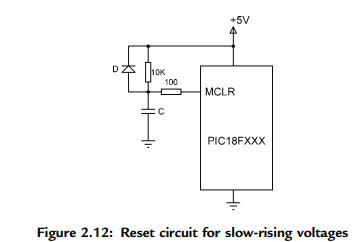 +5V
D
10K
100
MCLR
C
PIC18FXXX
Figure 2.12: Reset circuit for slow-rising voltages